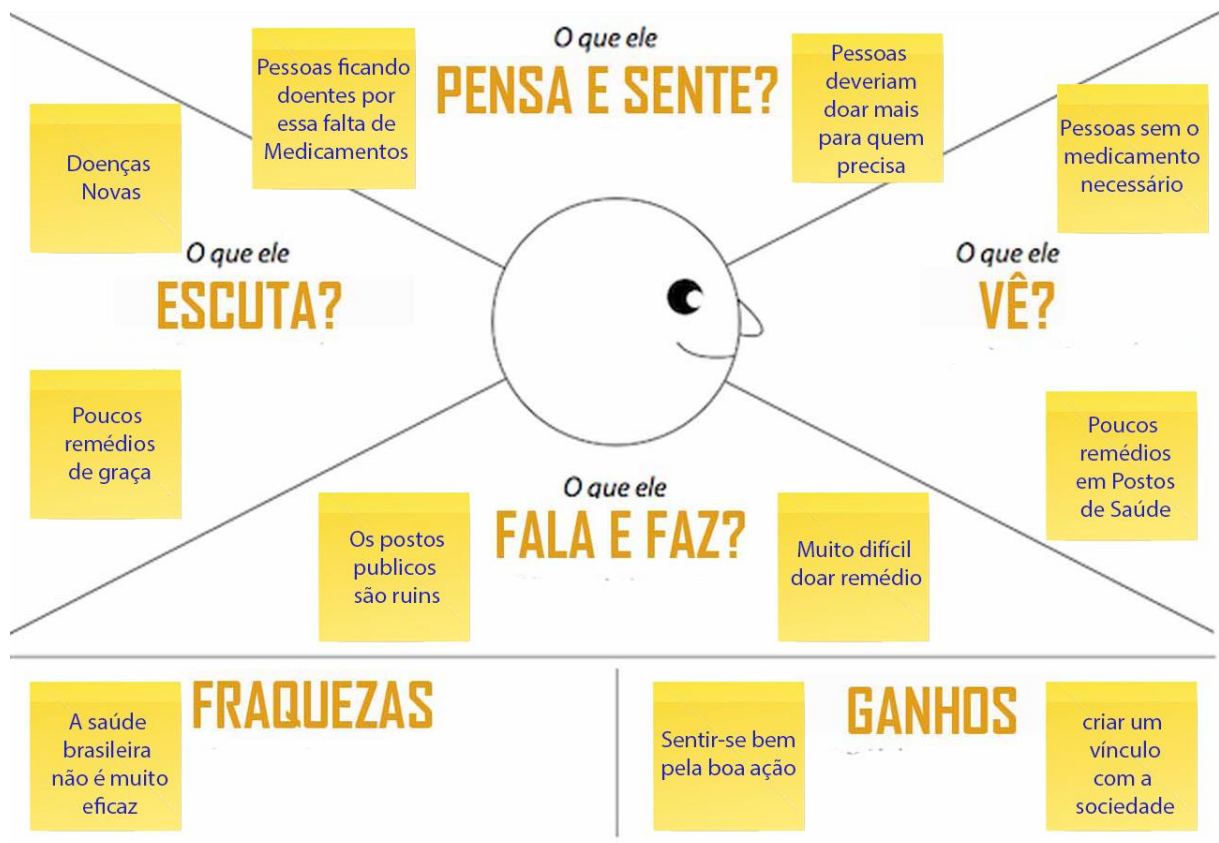 O que ele
PENSA E SENTE?
Pessoas ficando
doentes por
essa falta de
Medicamentos
Pessoas
deveriam
doar mais
para quem
precisa
O que ele
ESCUTA?
Doenças
Novas
Poucos
remédios
de graça
O que ele
VÊ?
Pessoas sem o
medicamento
necessário
Poucos
remédios
em Postos
de Saúde
O que ele
FALA E FAZ?
Os postos
publicos
são ruins
Muito difícil
doar remédio
FRAQUEZAS
A saúde
brasileira
não é muito
eficaz
GANHOS
Sentir-se bem
pela boa ação
criar um
vínculo
com a
sociedade